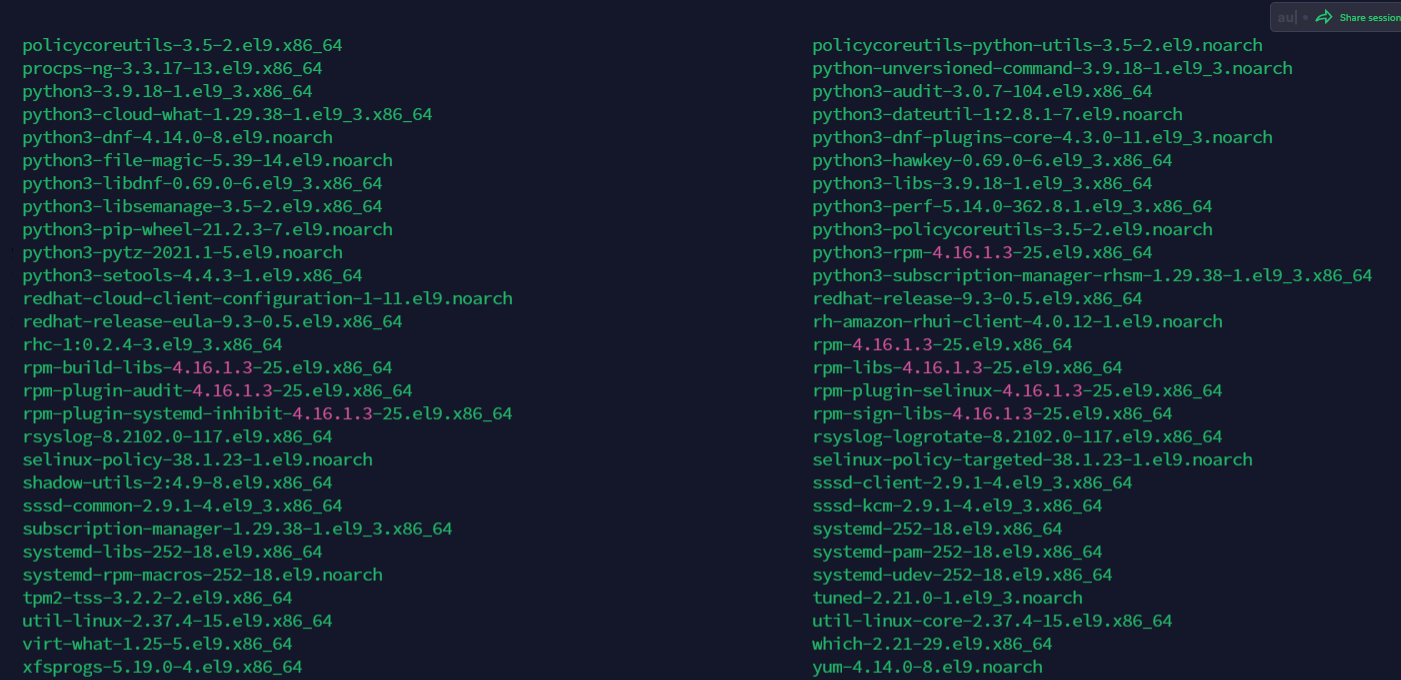 au
Share session
policycoreutils-3.5-2.el9.x86_64 policycoreutils-python-utils-3.5-2.el9.noarch
procps-ng-3.3.17-13.el9.x86_64 python-unversioned-command-3.9.18-1.el9_3.noarch
python3-3.9.18-1.el9_3.x86_64 python3-audit-3.0.7-104.el9.x86_64
python3-cloud-what-1.29.38-1.el9_3.x86_64 python3-dateutil-1:2.8.1-7.el9.noarch
python3-dnf-4.14.0-8.el9.noarch python3-dnf-plugins-core-4.3.0-11.el9_3.noarch
python3-file-magic-5.39-14.el9.noarch python3-hawkey-0.69.0-6.el9_3.x86_64
python3-libdnf-0.69.0-6.el9_3.x86_64 python3-libs-3.9.18-1.el9_3.x86_64
python3-libsemanage-3.5-2.el9.x86_64 python3-perf-5.14.0-362.8.1.el9_3.x86_64
python3-pip-wheel-21.2.3-7.el9.noarch python3-policycoreutils-3.5-2.el9.noarch
python3-pytz-2021.1-5.el9.noarch python3-rpm-4.16.1.3-25.el9.x86_64
python3-setools-4.4.3-1.el9.x86_64 python3-subscription-manager-rhsm-1.29.38-1.el9_3.x86_64
redhat-cloud-client-configuration-1-11.el9.noarch redhat-release-9.3-0.5.el9.x86_64
redhat-release-eula-9.3-0.5.el9.x86_64 rh-amazon-rhui-client-4.0.12-1.el9.noarch
rhc-1:0.2.4-3.el9_3.x86_64 rpm-4.16.1.3-25.el9.x86_64
rpm-build-libs-4.16.1.3-25.el9.x86_64 rpm-libs-4.16.1.3-25.el9.x86_64
rpm-plugin-audit-4.16.1.3-25.el9.x86_64 rpm-plugin-selinux-4.16.1.3-25.el9.x86_64
rpm-plugin-systemd-inhibit-4.16.1.3-25.el9.x86_64 rpm-sign-libs-4.16.1.3-25.el9.x86_64
rsyslog-8.2102.0-117.el9.x86_64 rsyslog-logrotate-8.2102.0-117.el9.x86_64
selinux-policy-38.1.23-1.el9.noarch selinux-policy-targeted-38.1.23-1.el9.noarch
shadow-utils-2:4.9-8.el9.x86_64 sssd-client-2.9.1-4.el9_3.x86_64
sssd-common-2.9.1-4.el9_3.x86_64 sssd-kcm-2.9.1-4.el9_3.x86_64
subscription-manager-1.29.38-1.el9_3.x86_64 systemd-252-18.el9.x86_64
systemd-libs-252-18.el9.x86_64 systemd-pam-252-18.el9.x86_64
systemd-rpm-macros-252-18.el9.noarch systemd-udev-252-18.el9.x86_64
tpm2-tss-3.2.2-2.el9.x86_64 tuned-2.21.0-1.el9_3.noarch
util-linux-2.37.4-15.el9.x86_64 util-linux-core-2.37.4-15.el9.x86_64
virt-what-1.25-5.el9.x86_64 which-2.21-29.el9.x86_64
xfsprogs-5.19.0-4.el9.x86_64 yum-4.14.0-8.el9.noarch